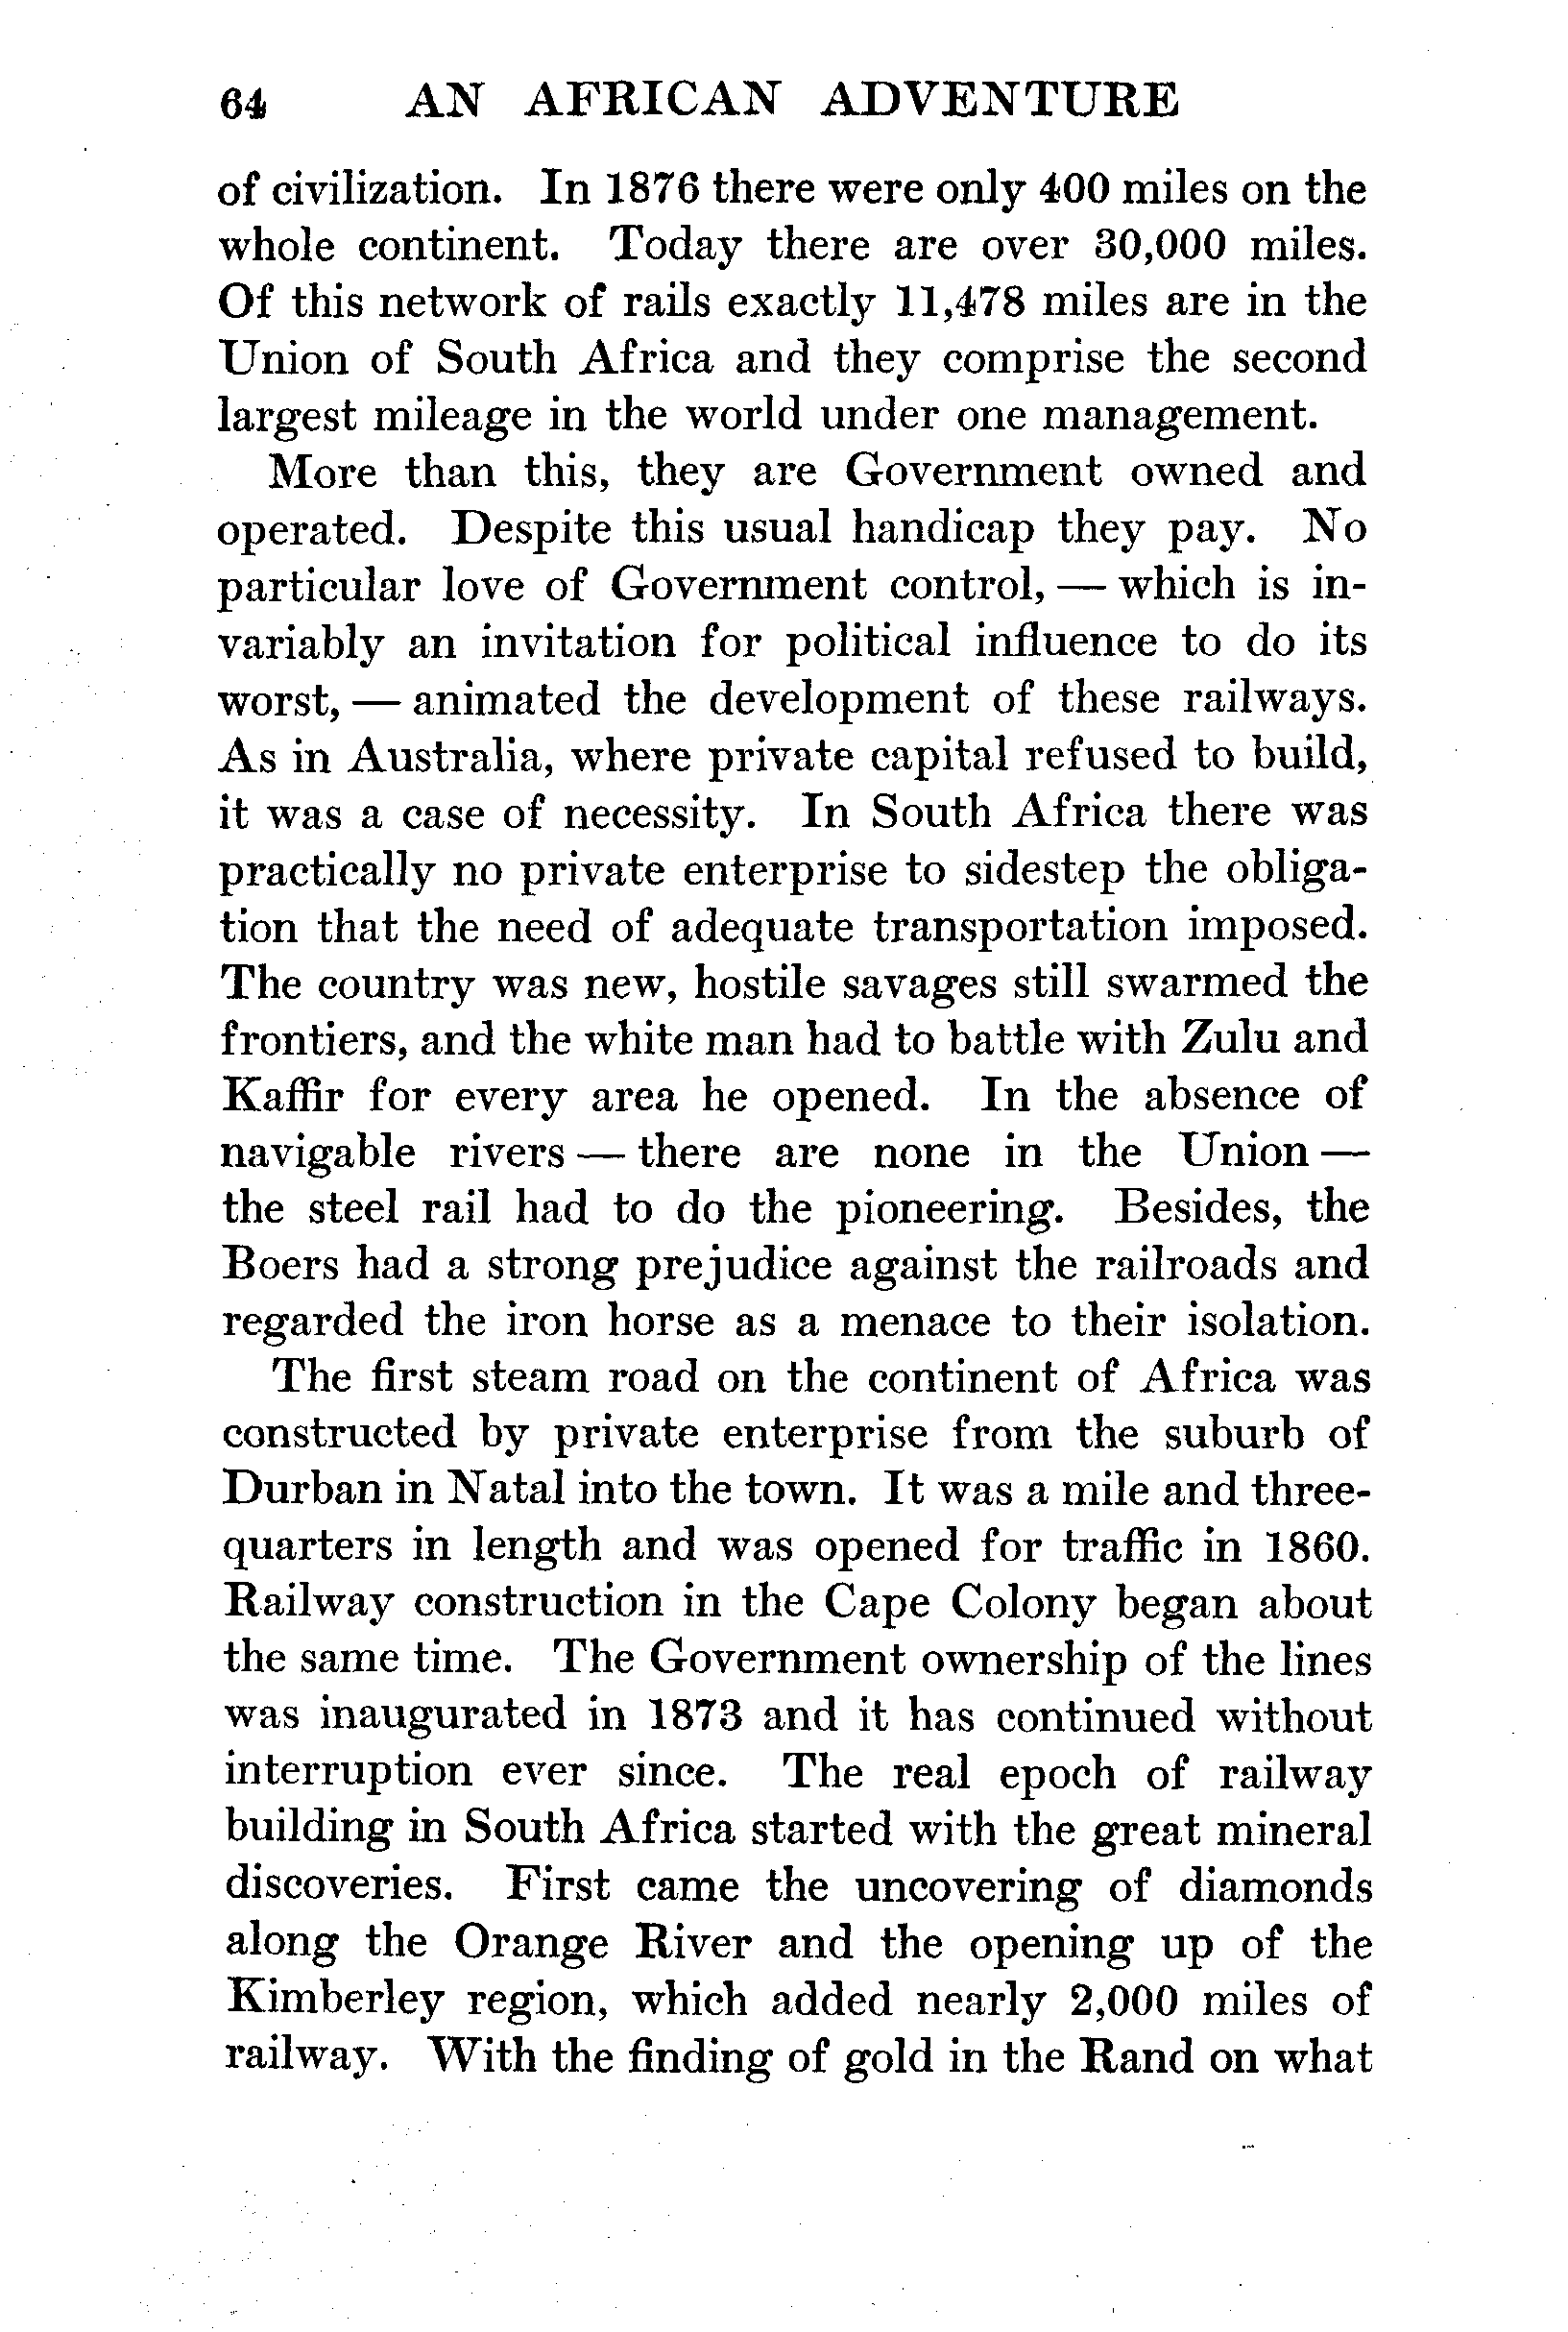 64 AN AFRICAN ADVENTURE
of civilization. In 1876 there were only 400 miles on the
whole continent. Today there are over 30,000 miles.
Of this network of rails exactly 11,478 miles are in the
Union of South Africa and they comprise the second
largest mileage in the world under one management.
More than this, they are Government owned and
operated. Despite this usual handicap they pay. No
particular love of Government control, — which is in-
variably an invitation for political influence to do its
worst, — animated the development of these railways.
As in Australia, where private capital refused to build,
it was a case of necessity. In South Africa there was
practically no private enterprise to sidestep the obliga-
tion that the need of adequate transportation imposed.
The country was new, hostile savages still swarmed the
frontiers, and the white man had to battle with Zulu and
Kaffir for every area he opened. In the absence of
navigable rivers — there are none in the Union —
the steel rail had to do the pioneering. Besides, the
Boers had a strong prejudice against the railroads and
regarded the iron horse as a menace to their isolation.
The first steam road on the continent of Africa was
constructed by private enterprise from the suburb of
Durban in Natal into the town. It was a mile and three-
quarters in length and was opened for traffic in 1860.
Railway construction in the Cape Colony began about
the same time. The Government ownership of the lines
was inaugurated in 1873 and it has continued without
interruption ever since. The real epoch of railway
building in South Africa started with the great mineral
discoveries. First came the uncovering of diamonds
along the Orange River and the opening up of the
Kimberley region, which added nearly 2,000 miles of
railway. With the finding of gold in the Rand on what